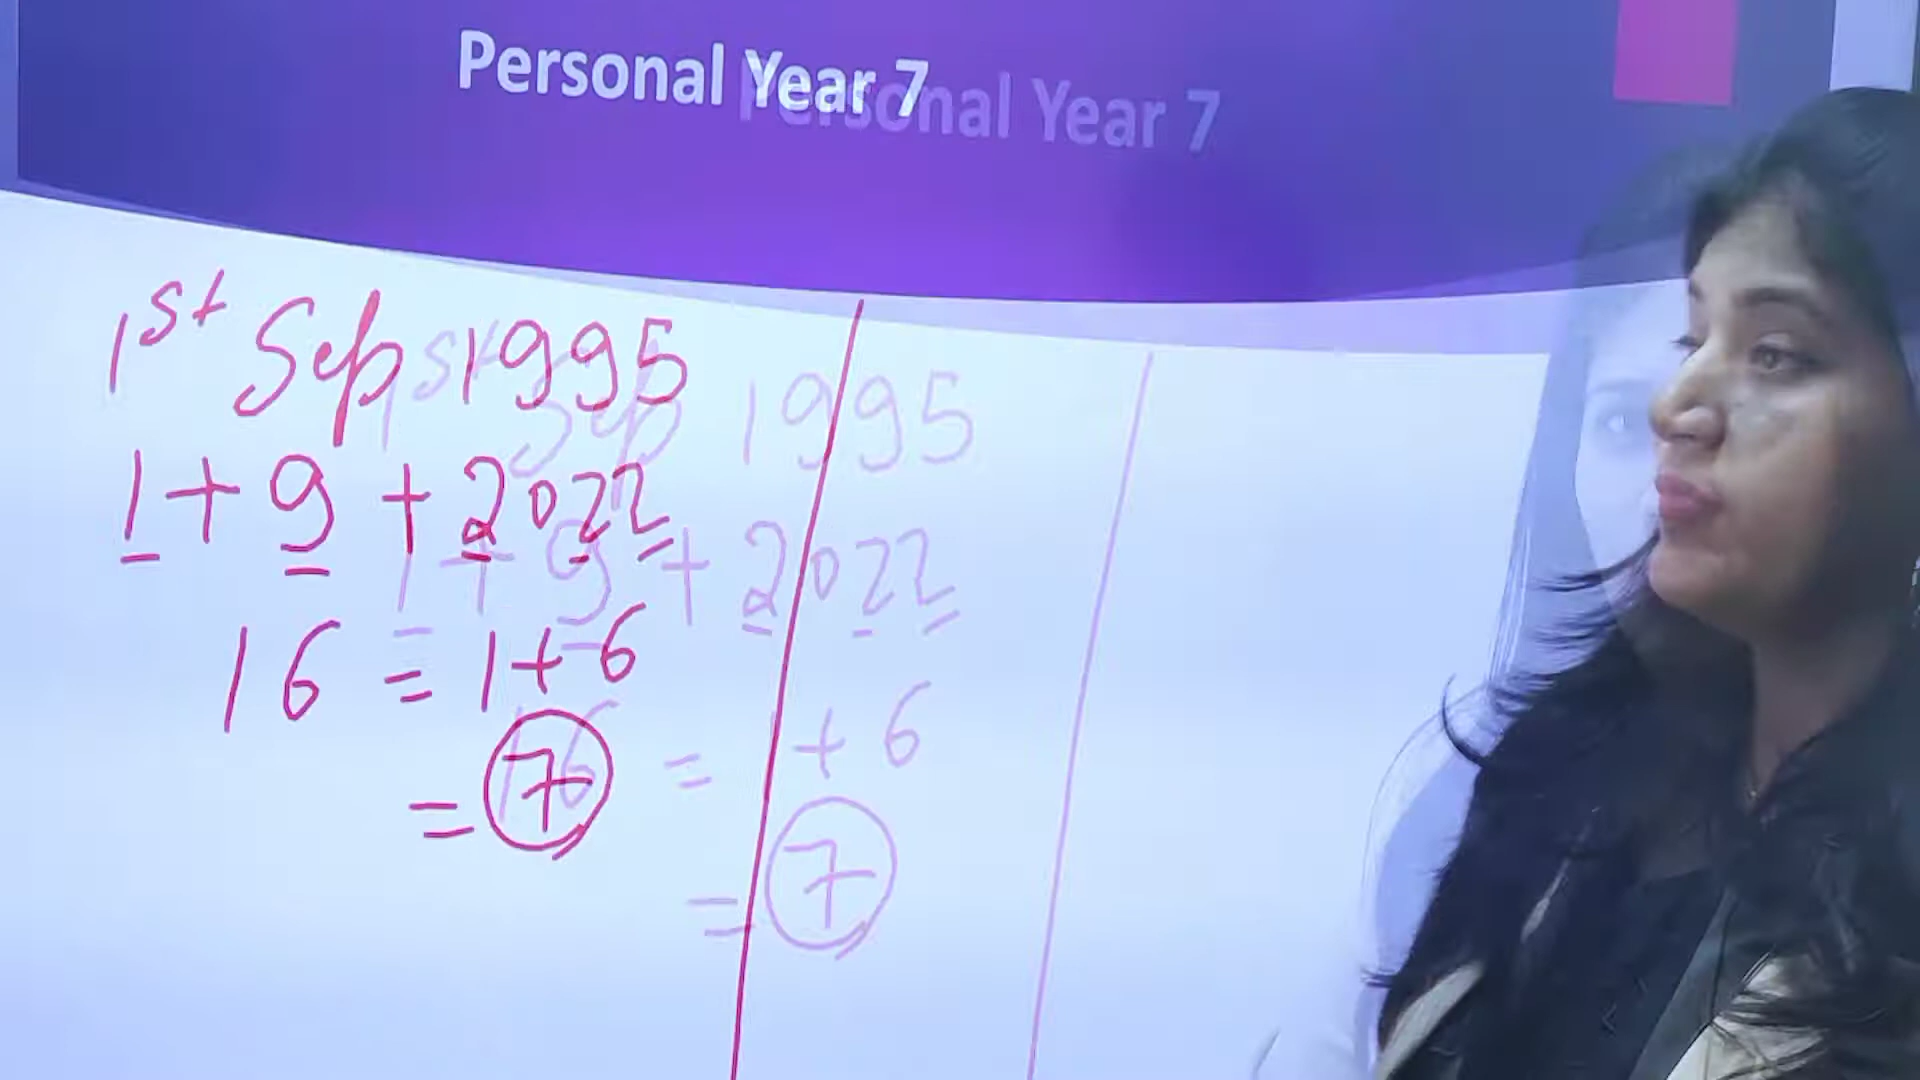 Personal Year 7
1st Sep 1995
1 + 9 + 2022
16 = 1 + 6
= 7